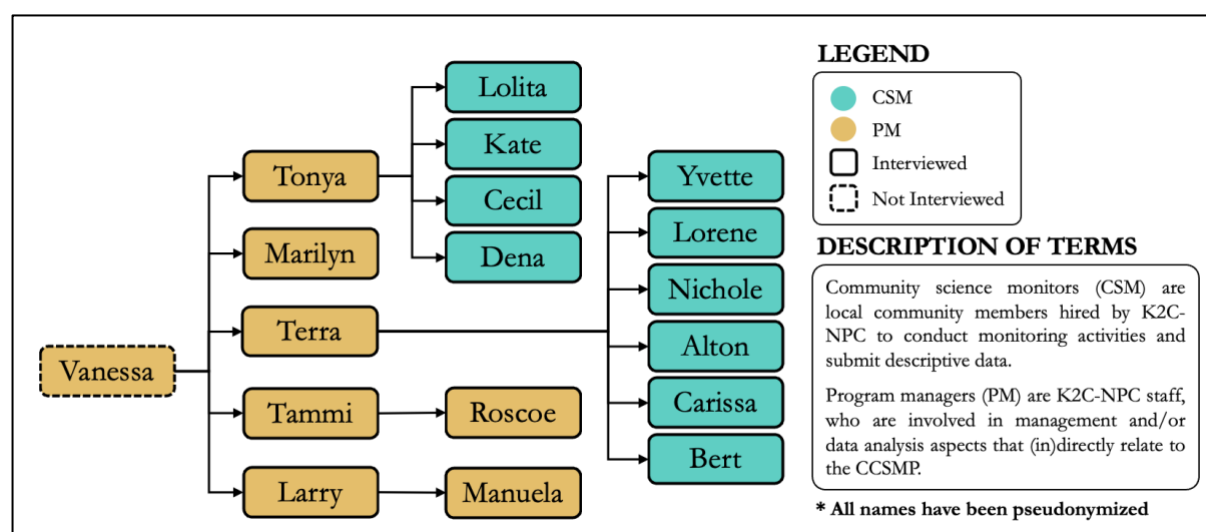 Vanessa
Tonya
Marilyn
Terra
Tammi
Larry
Lolita
Kate
Cecil
Dena
Roscoe
Manuela
Yvette
Lorene
Nichole
Alton
Carissa
Bert
LEGEND
CSM
PM
Interviewed
Not Interviewed
DESCRIPTION OF TERMS
Community science monitors (CSM) are
local community members hired by K2C-
NPC to conduct monitoring activities and
submit descriptive data.
Program managers (PM) are K2C-NPC staff,
who are involved in management and/or
data analysis aspects that (in)directly relate to
the CCSMP.
* All names have been pseudonymized